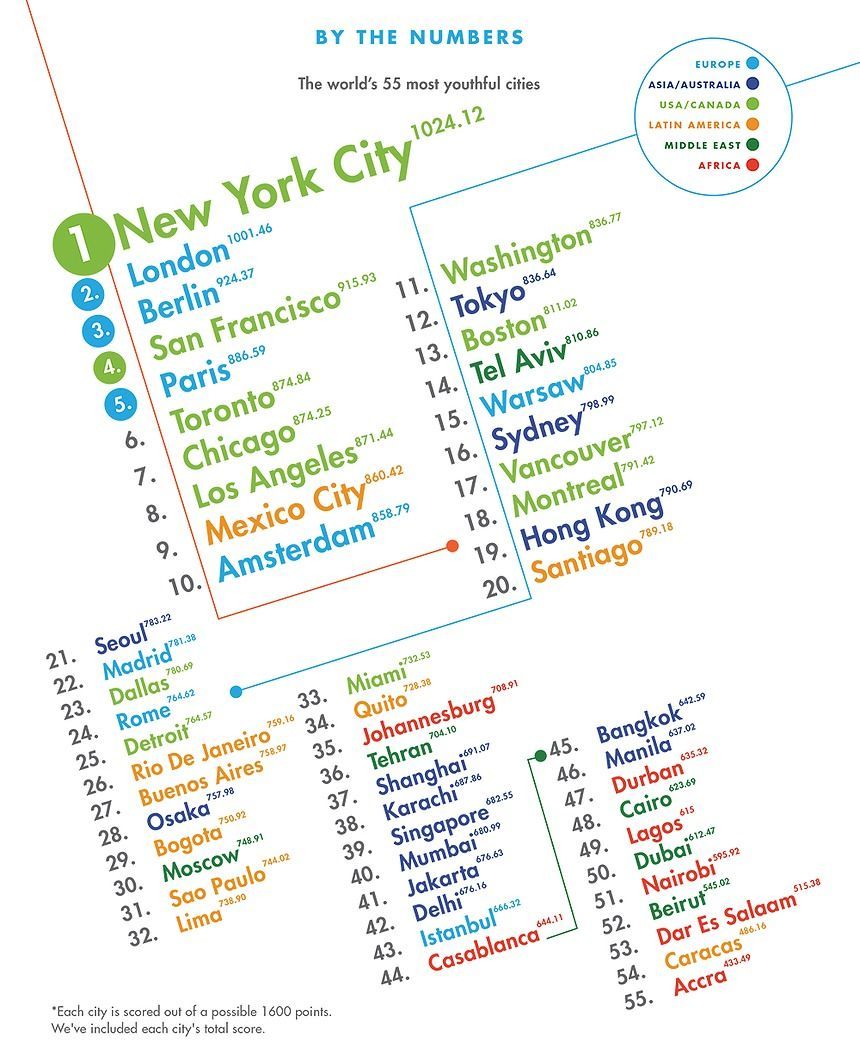 BY THE NUMBERS
The world's 55 most youthful cities
EUROPE
ASIA/AUSTRALIA
USA/CANADA
LATIN AMERICA
MIDDLE EAST
AFRICA
1 New York City 1024.12
2. London 1001.46
3. Berlin 924.37
4. San Francisco 915.93
5. Paris 886.59
6. Toronto 874.84
7. Chicago 874.25
8. Los Angeles 871.44
9. Mexico City 860.42
10. Amsterdam 858.79
11. Washington 836.77
12. Tokyo 836.64
13. Boston 811.02
14. Tel Aviv 810.86
15. Warsaw 804.85
16. Sydney 798.99
17. Vancouver 797.12
18. Montreal 791.42
19. Hong Kong 790.69
20. Santiago 789.18
21. Seoul 783.22
22. Madrid 781.38
23. Dallas 780.69
24. Rome 764.62
25. Detroit 764.57
26. Rio De Janeiro 759.16
27. Buenos Aires 758.97
28. Osaka 757.98
29. Bogota 750.92
30. Moscow 748.91
31. Sao Paulo 744.02
32. Lima 738.90
33. Miami 732.53
34. Quito 728.38
35. Johannesburg 708.91
36. Tehran 704.10
37. Shanghai 691.07
38. Karachi 687.86
39. Singapore 682.55
40. Mumbai 680.99
41. Jakarta 676.63
42. Delhi 676.16
43. Istanbul 666.32
44. Casablanca 644.11
45. Bangkok 642.59
46. Manila 637.02
47. Durban 635.32
48. Cairo 623.69
49. Lagos 615
50. Dubai 612.47
51. Nairobi 595.92
52. Beirut 545.02
53. Dar Es Salaam 515.38
54. Caracas 486.16
55. Accra 433.49
*Each city is scored out of a possible 1600 points.
We've included each city's total score.